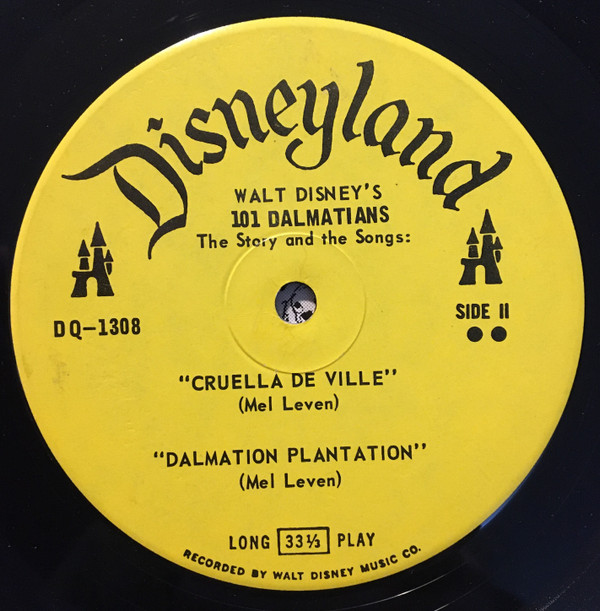 Disneyland
WALT DISNEY'S
101 DALMATIANS
The Story and the Songs:
DQ-1308
SIDE II
"CRUELLA DE VILLE"
(Mel Leven)
"DALMATION PLANTATION"
(Mel Leven)
LONG 33⅓ PLAY
RECORDED BY WALT DISNEY MUSIC CO.